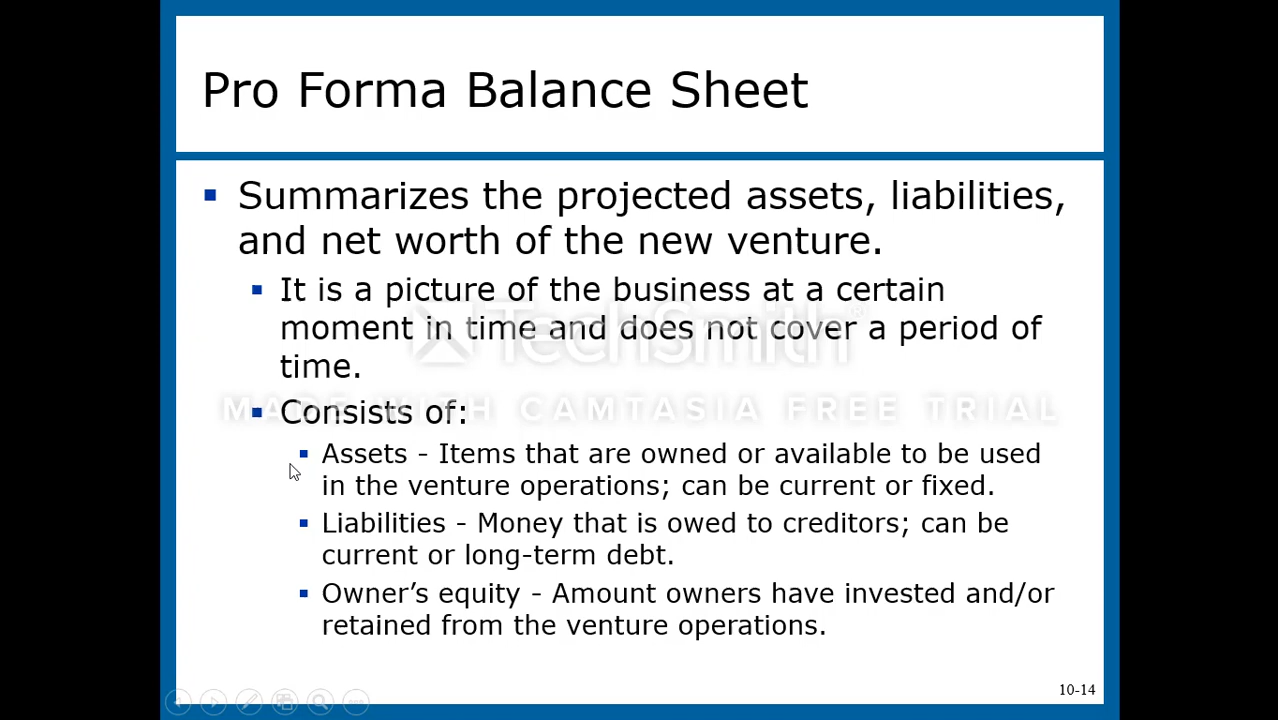 Pro Forma Balance Sheet
Summarizes the projected assets, liabilities,
and net worth of the new venture.
It is a picture of the business at a certain
moment in time and does not cover a period of
time.
TechSmith
Consists of:
MADE WITH CAMTASIA FREE TRIAL
Assets - Items that are owned or available to be used
in the venture operations; can be current or fixed.
Liabilities - Money that is owed to creditors; can be
current or long-term debt.
Owner’s equity - Amount owners have invested and/or
retained from the venture operations.
10-14